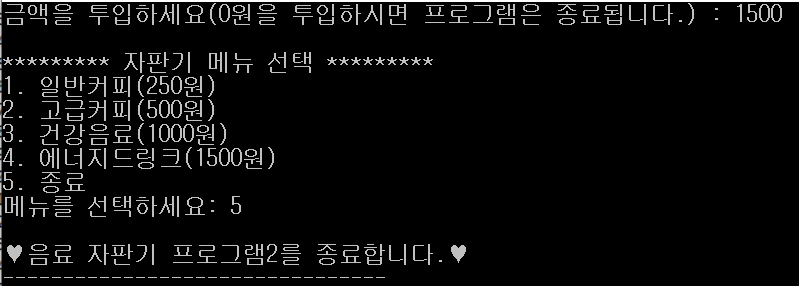 금액을 투입하세요(0원을 투입하시면 프로그램은 종료됩니다.) : 1500
********* 자판기 메뉴 선택 *********
1. 일반커피(250원)
2. 고급커피(500원)
3. 건강음료(1000원)
4. 에너지드링크(1500원)
5. 종료
메뉴를 선택하세요: 5
♥음료 자판기 프로그램2를 종료합니다.♥
--------------------------------